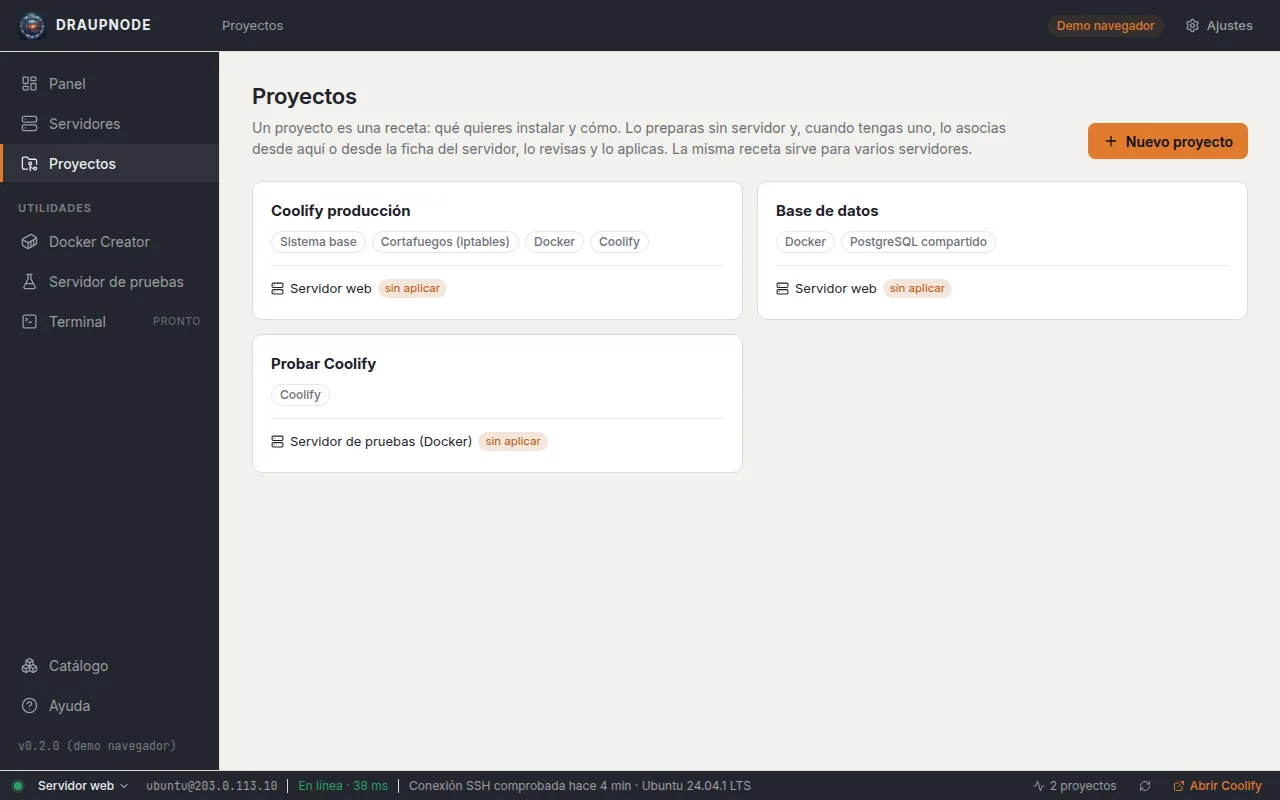 DRAUPNODE
Proyectos
Demo navegador
Ajustes
Panel
Servidores
Proyectos
UTILIDADES
Docker Creator
Servidor de pruebas
Terminal PRONTO
Catálogo
Ayuda
v0.2.0 (demo navegador)
Proyectos
Un proyecto es una receta: qué quieres instalar y cómo. Lo preparas sin servidor y, cuando tengas uno, lo asocias
desde aquí o desde la ficha del servidor, lo revisas y lo aplicas. La misma receta sirve para varios servidores.
+ Nuevo proyecto
Coolify producción
Sistema base Cortafuegos (iptables) Docker Coolify
Servidor web sin aplicar
Base de datos
Docker PostgreSQL compartido
Servidor web sin aplicar
Probar Coolify
Coolify
Servidor de pruebas (Docker) sin aplicar
Servidor web ubuntu@203.0.113.10 En línea · 38 ms Conexión SSH comprobada hace 4 min · Ubuntu 24.04.1 LTS 2 proyectos Abrir Coolify